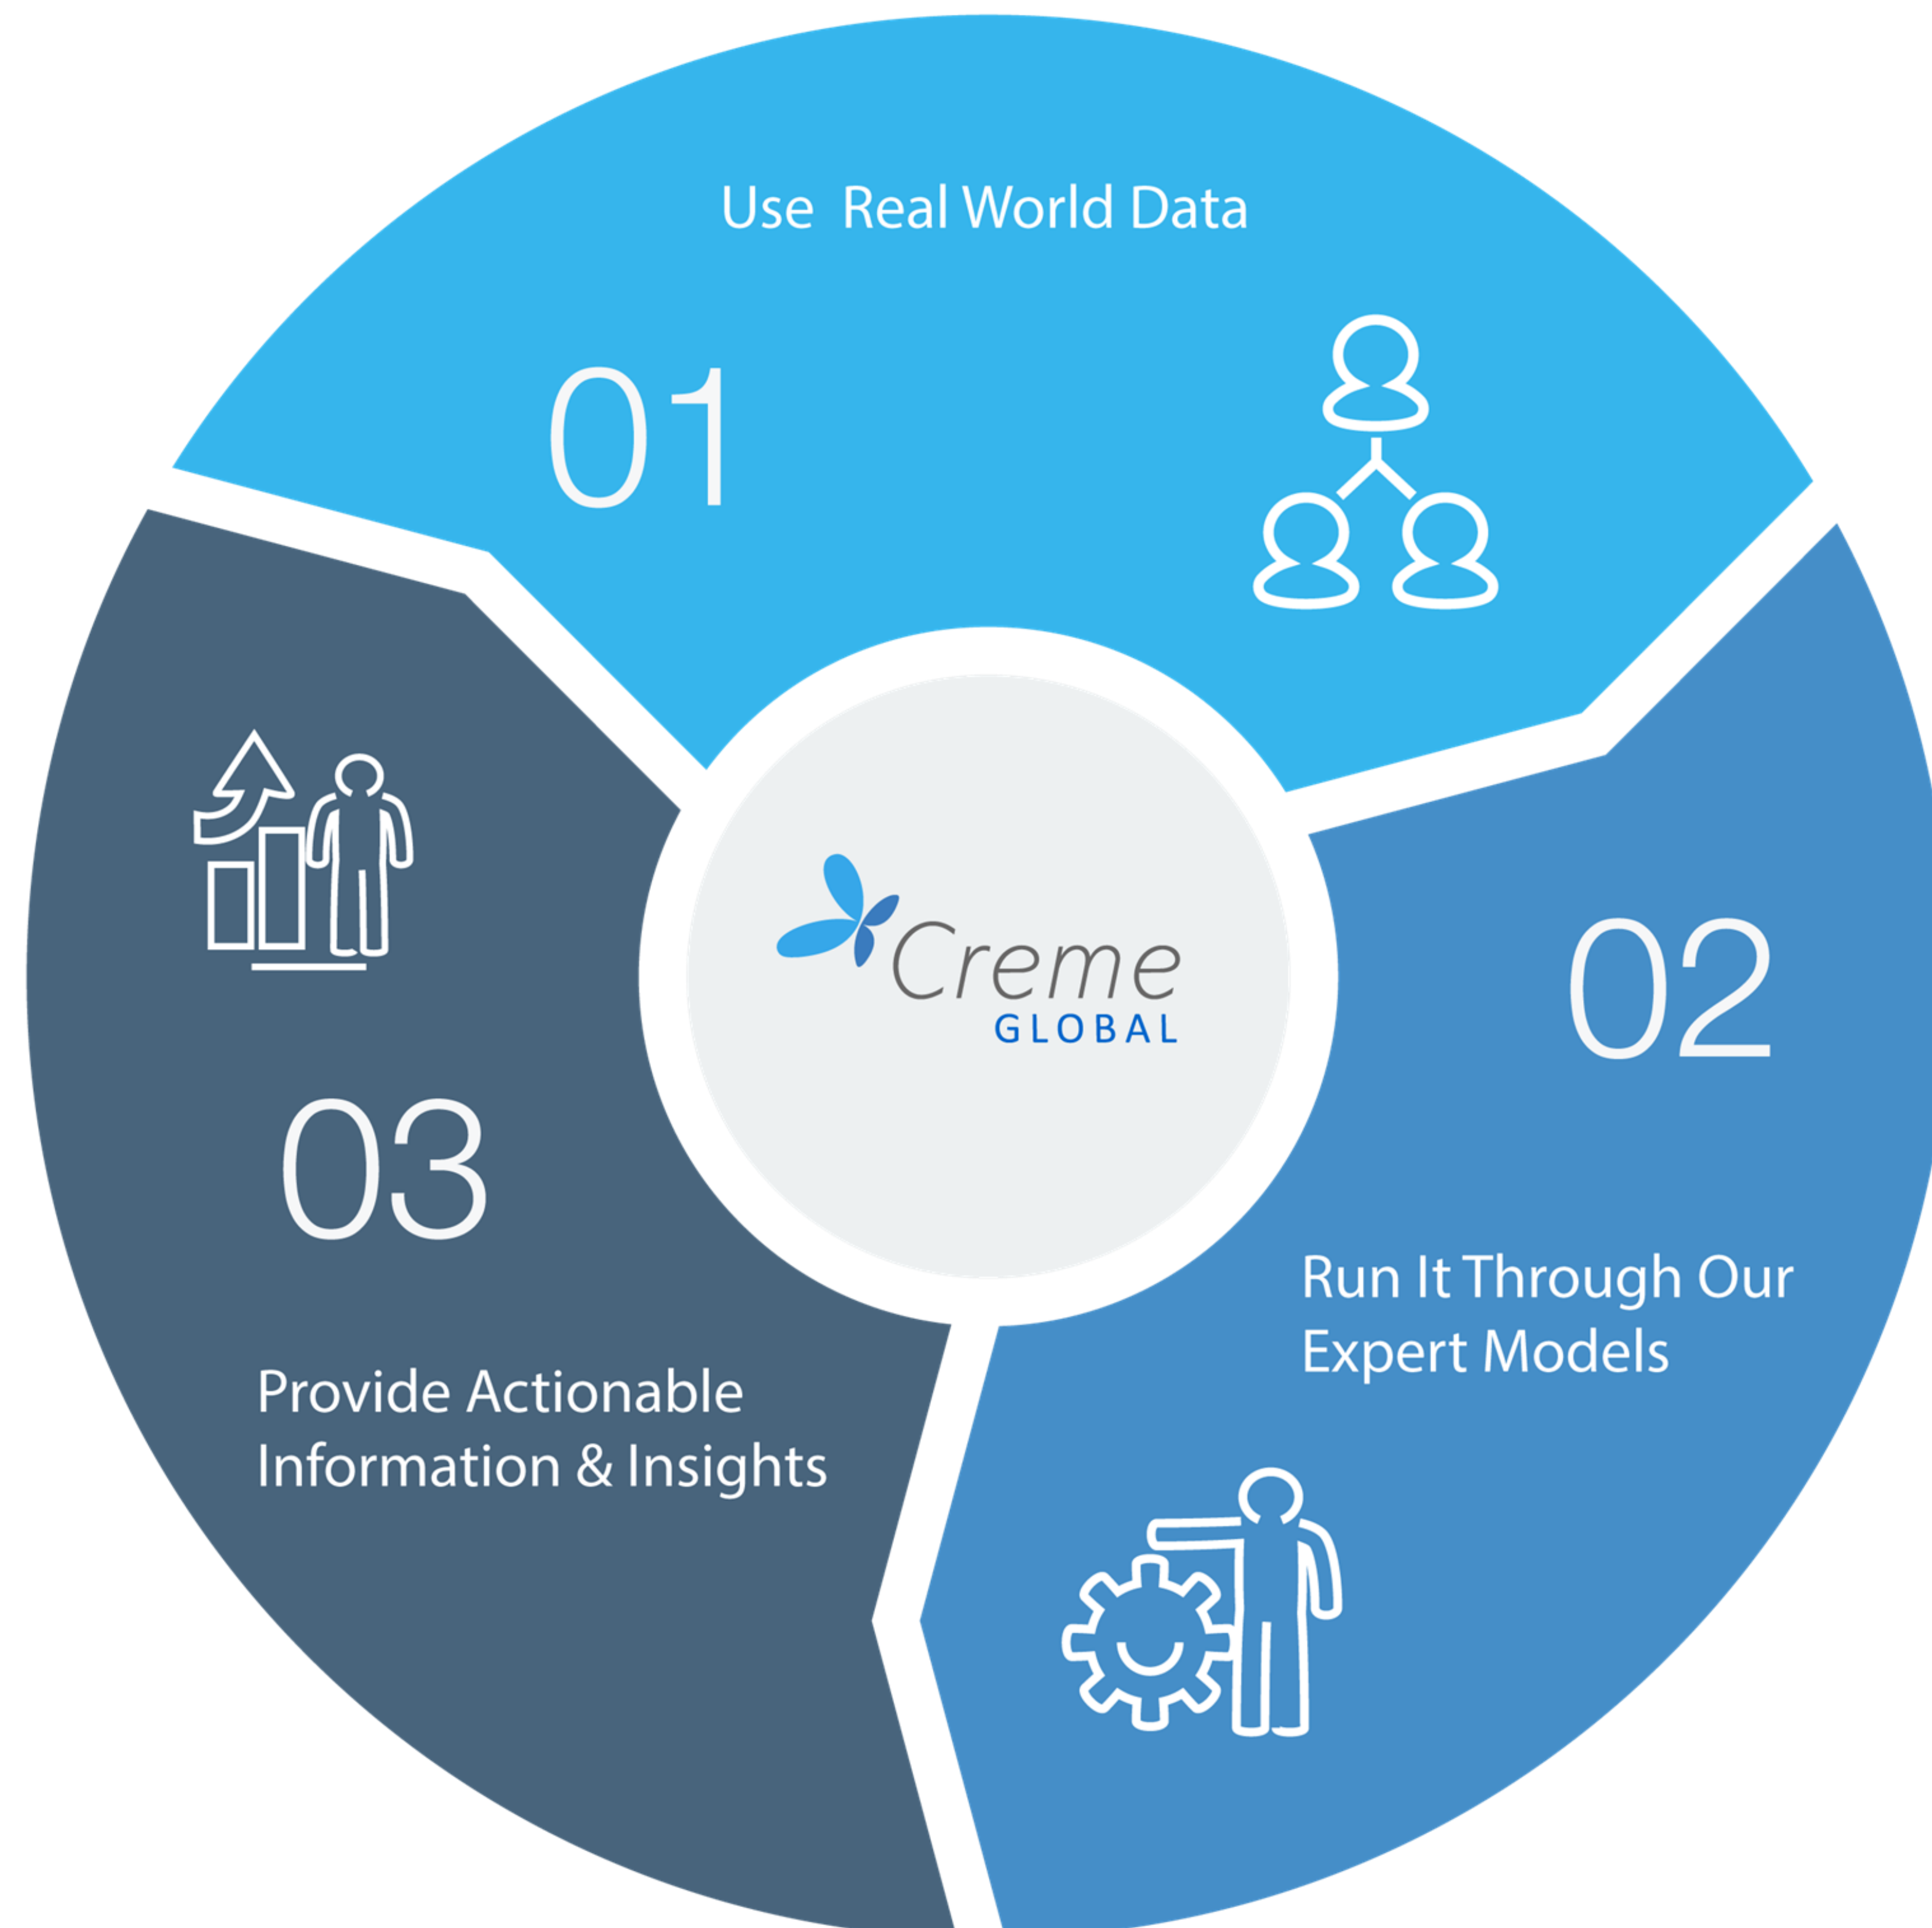 Use Real World Data
01
Creme
GLOBAL
02
Run It Through Our
Expert Models
03
Provide Actionable
Information & Insights